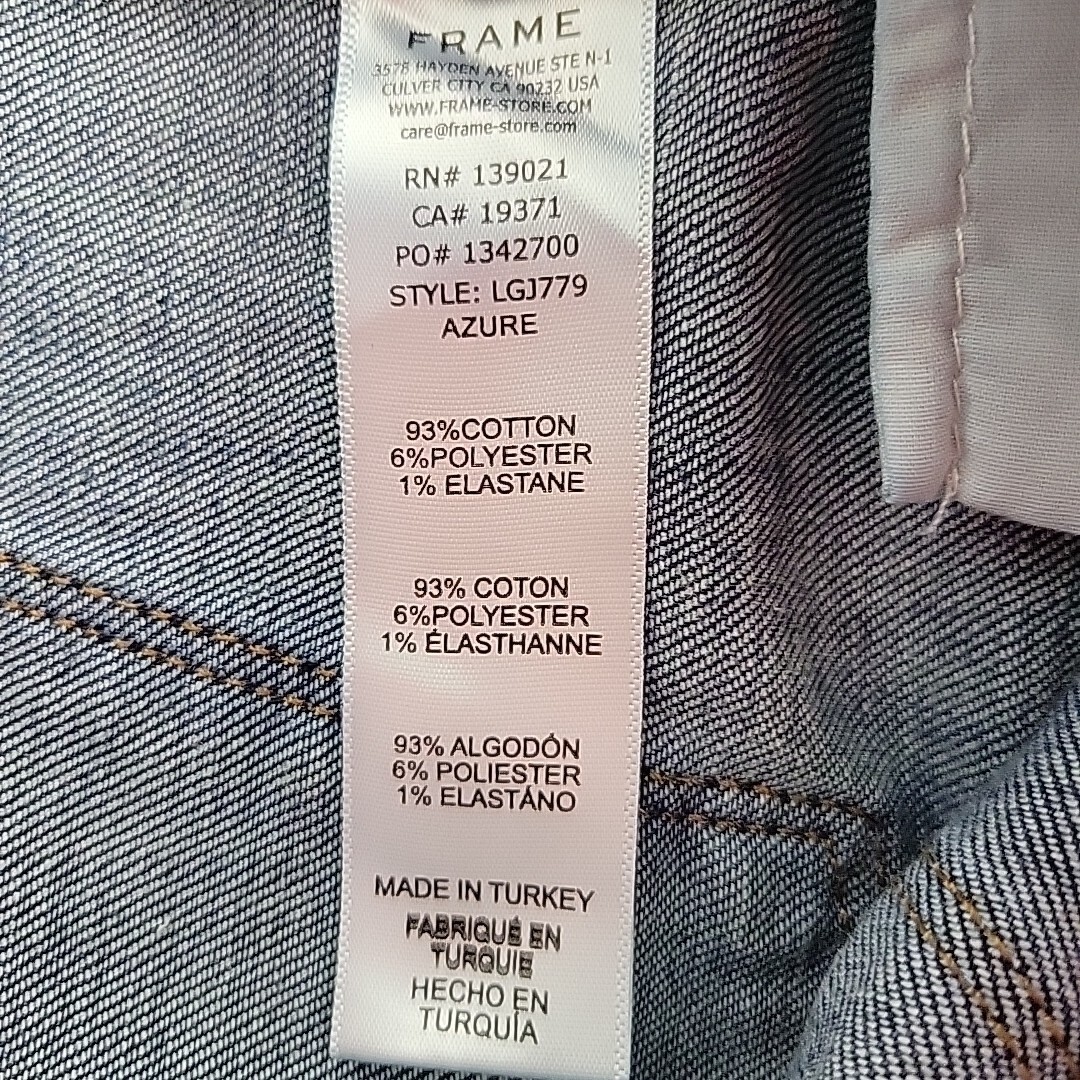 FRAME
3578 HAYDEN AVENUE STE N-1
CULVER CITY CA 90232 USA
WWW.FRAME-STORE.COM
care@frame-store.com
RN# 139021
CA# 19371
PO# 1342700
STYLE: LGJ779
AZURE
93%COTTON
6%POLYESTER
1% ELASTANE
93% COTON
6%POLYESTER
1% ÉLASTHANNE
93% ALGODÓN
6% POLIESTER
1% ELASTÁNO
MADE IN TURKEY
FABRIQUÉ EN
TURQUIE
HECHO EN
TURQUÍA